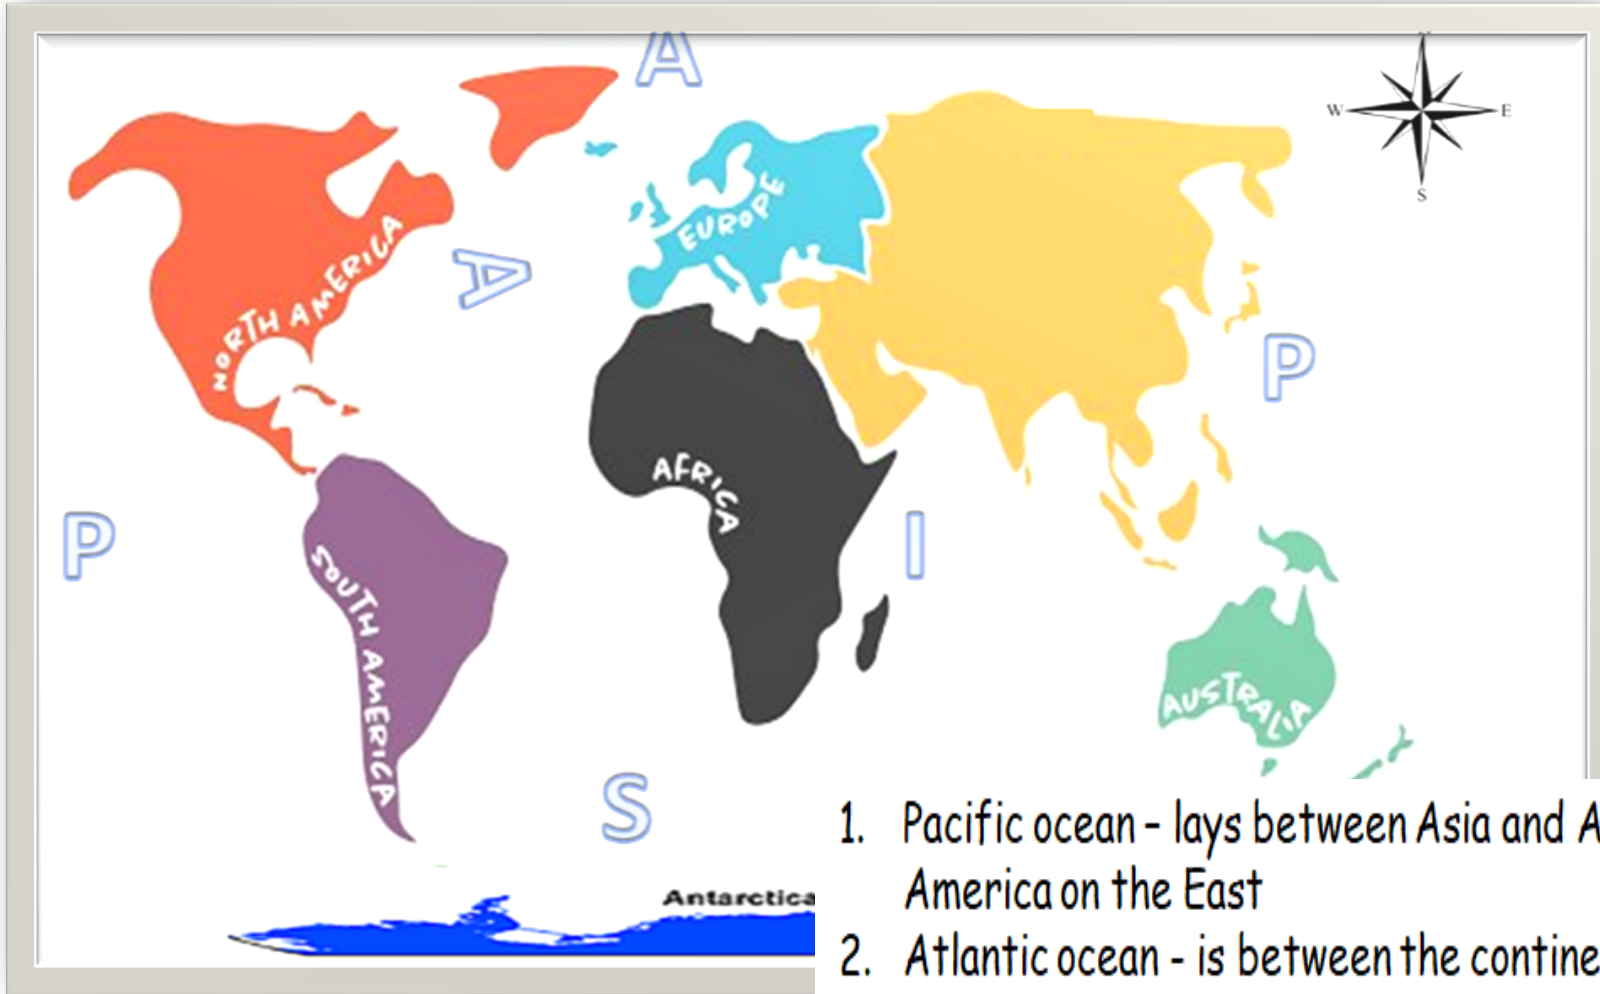 A
W
E
S
NORTH AMERICA
EUROPE
A
P
AFRICA
P
I
SOUTH AMERICA
AUSTRALIA
S
Antarctica
1. Pacific ocean - lays between Asia and A
America on the East
2. Atlantic ocean - is between the contine